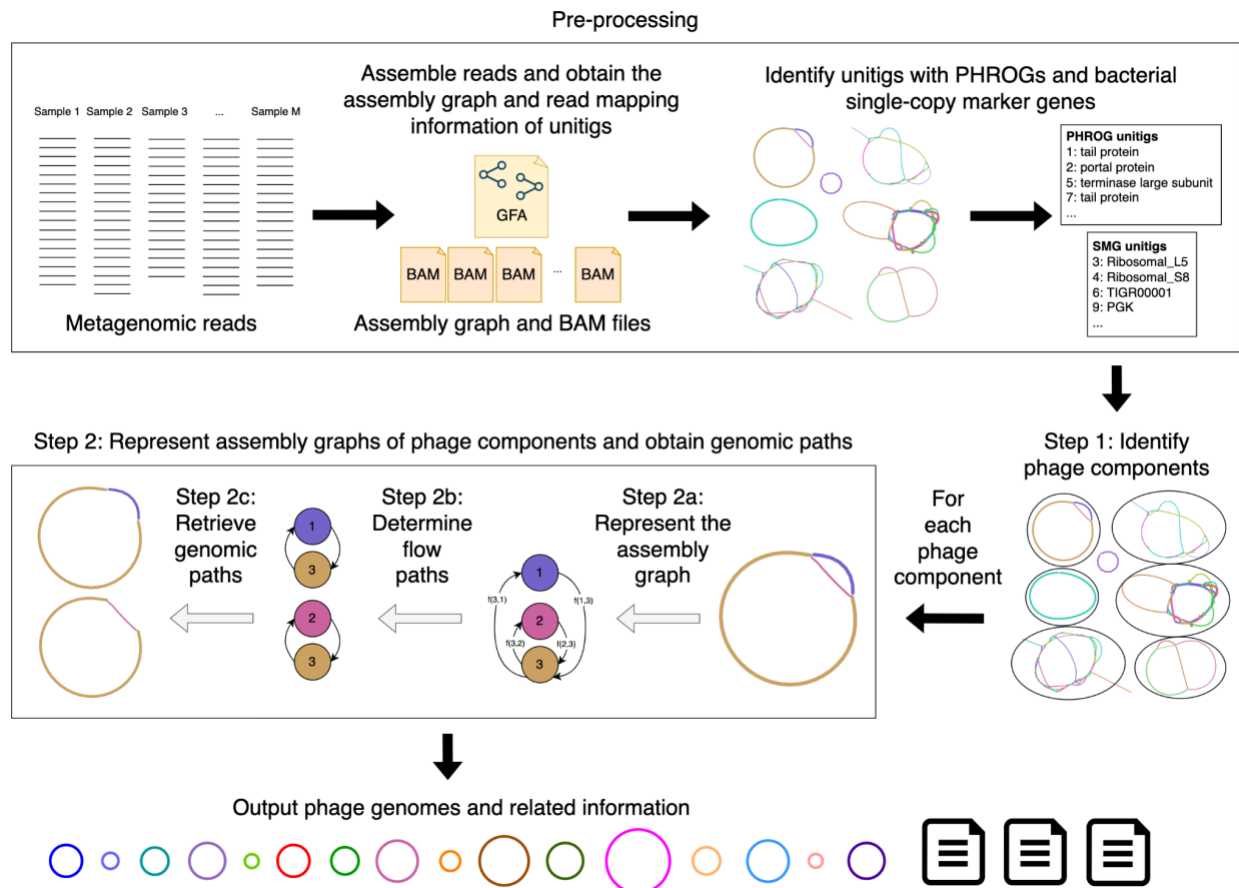 Pre-processing
Sample 1 Sample 2 Sample 3 ... Sample M
Metagenomic reads
Assemble reads and obtain the
assembly graph and read mapping
information of unitigs
GFA
BAM BAM BAM ... BAM
Assembly graph and BAM files
Identify unitigs with PHROGs and bacterial
single-copy marker genes
PHROG unitigs
1: tail protein
2: portal protein
5: terminase large subunit
7: tail protein
...
SMG unitigs
3: Ribosomal_L5
4: Ribosomal_S8
6: TIGR00001
9: PGK
...
Step 1: Identify
phage components
For
each
phage
component
Step 2: Represent assembly graphs of phage components and obtain genomic paths
Step 2a:
Represent the
assembly
graph
1
2
3
f(3,1)
f(1,3)
f(3,2)
f(2,3)
Step 2b:
Determine
flow
paths
1
3
2
3
Step 2c:
Retrieve
genomic
paths
Output phage genomes and related information